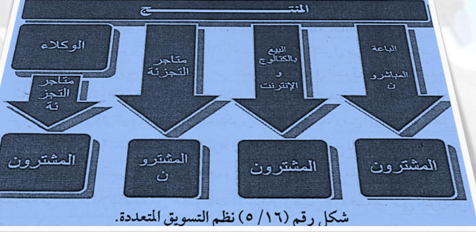 المنتـــــــــــــج
الباعة
المباشرو
ن
البيع
بالكتالوج
و
الإنترنت
متاجر
التجزئة
الوكلاء
متاجر
التجز
ئة
المشترون
المشترون
المشترو
ن
المشترون
شكل رقم (١٦/ ٥) نظم التسويق المتعددة.